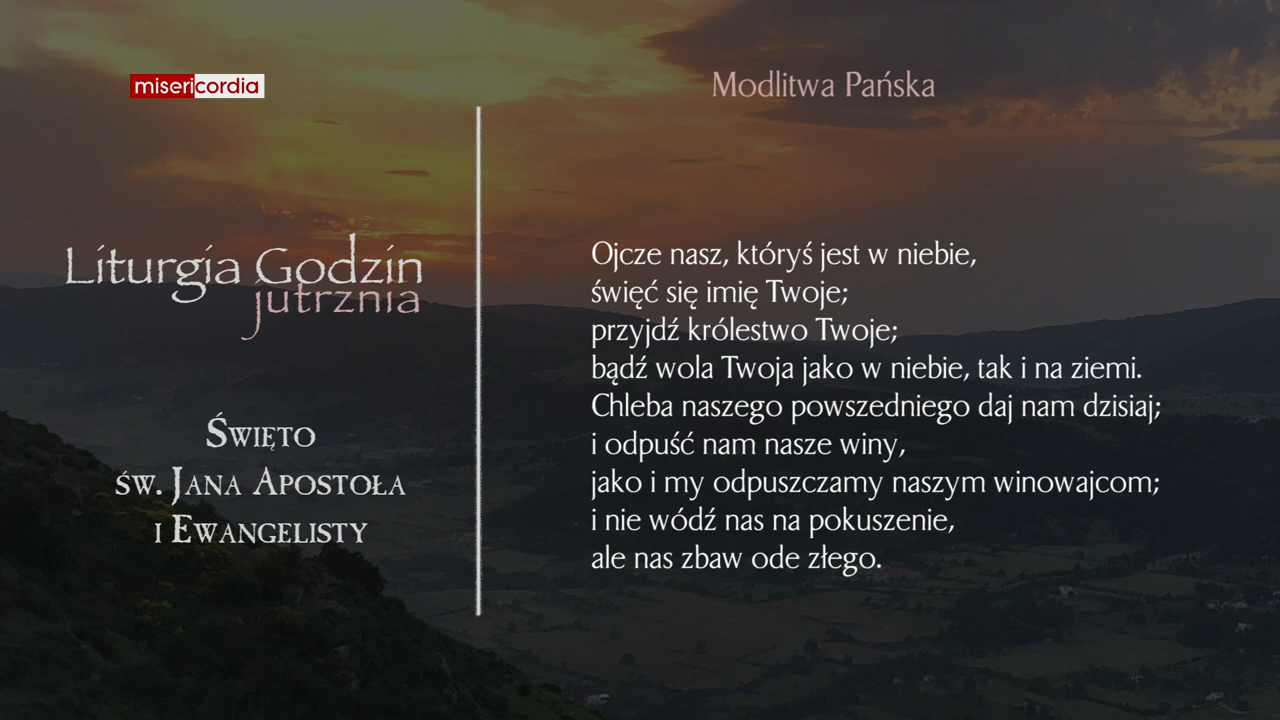 misericordia
Liturgia Godzin
jutrznia
Święto
św. Jana Apostoła
i Ewangelisty
Modlitwa Pańska
Ojcze nasz, któryś jest w niebie,
święć się imię Twoje;
przyjdź królestwo Twoje;
bądź wola Twoja jako w niebie, tak i na ziemi.
Chleba naszego powszedniego daj nam dzisiaj;
i odpuść nam nasze winy,
jako i my odpuszczamy naszym winowajcom;
i nie wódź nas na pokuszenie,
ale nas zbaw ode złego.